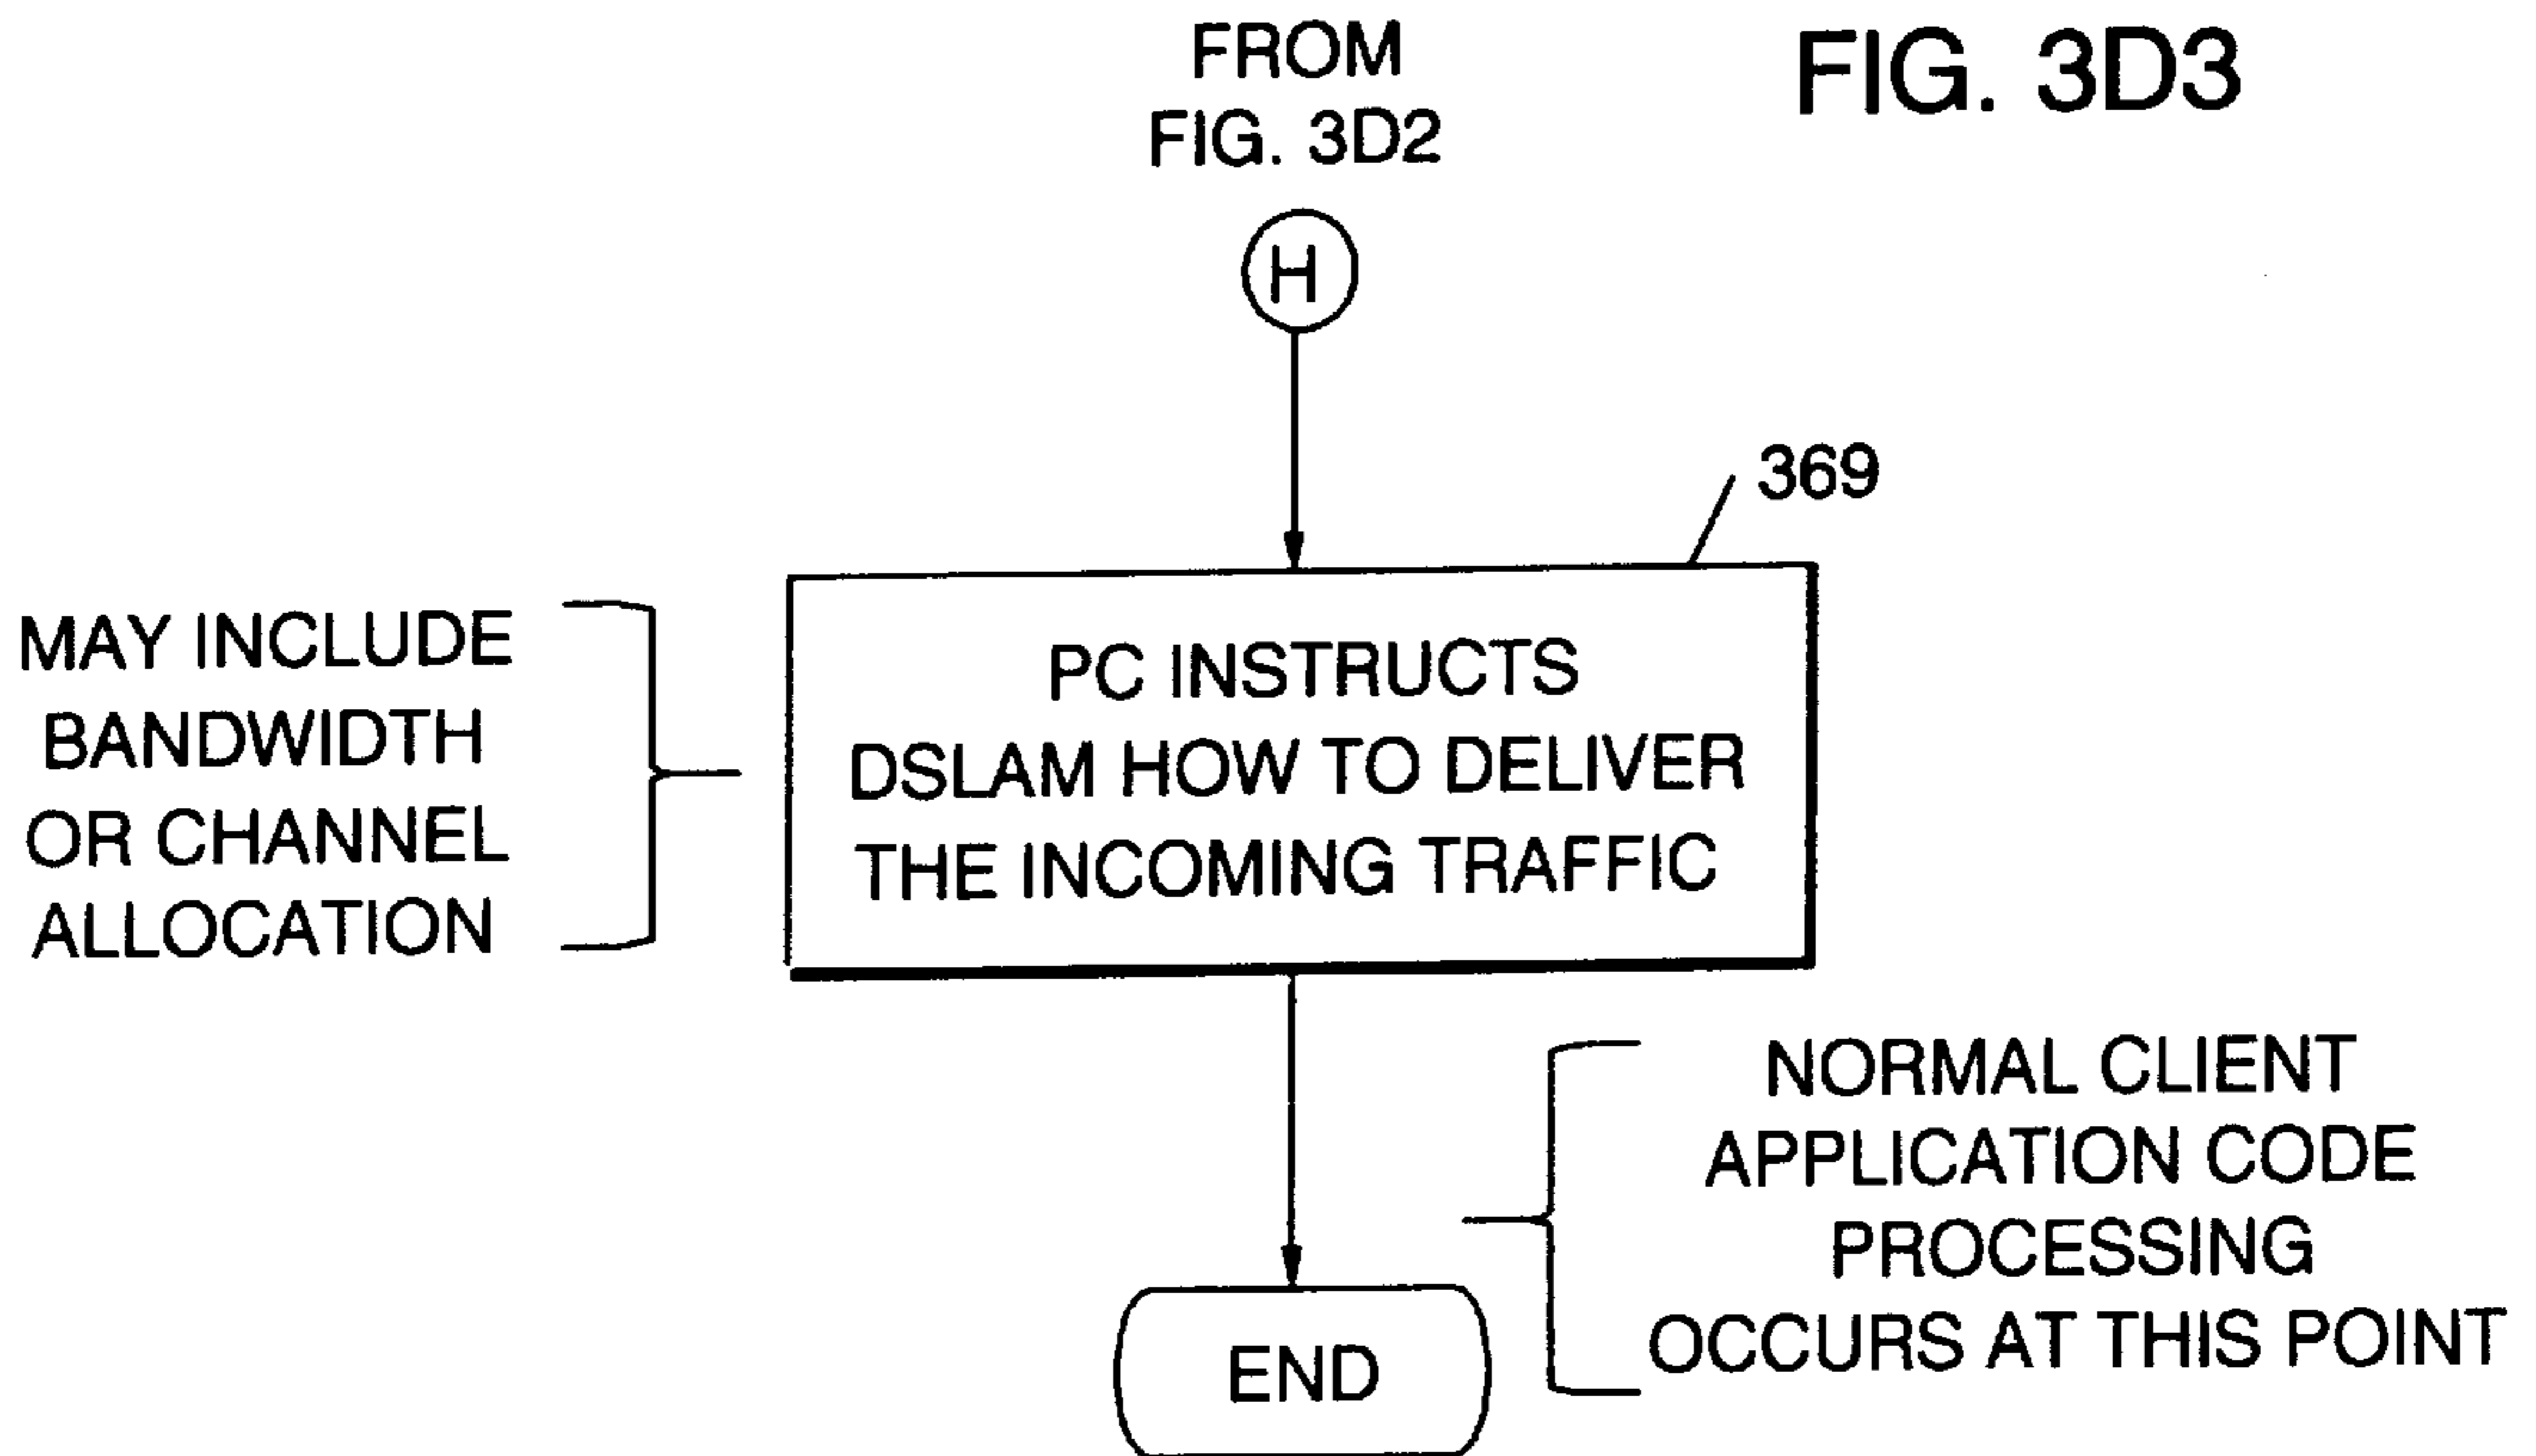 FROM
FIG. 3D2
FIG. 3D3
H
369
MAY INCLUDE
BANDWIDTH
OR CHANNEL
ALLOCATION
PC INSTRUCTS
DSLAM HOW TO DELIVER
THE INCOMING TRAFFIC
NORMAL CLIENT
APPLICATION CODE
PROCESSING
OCCURS AT THIS POINT
END